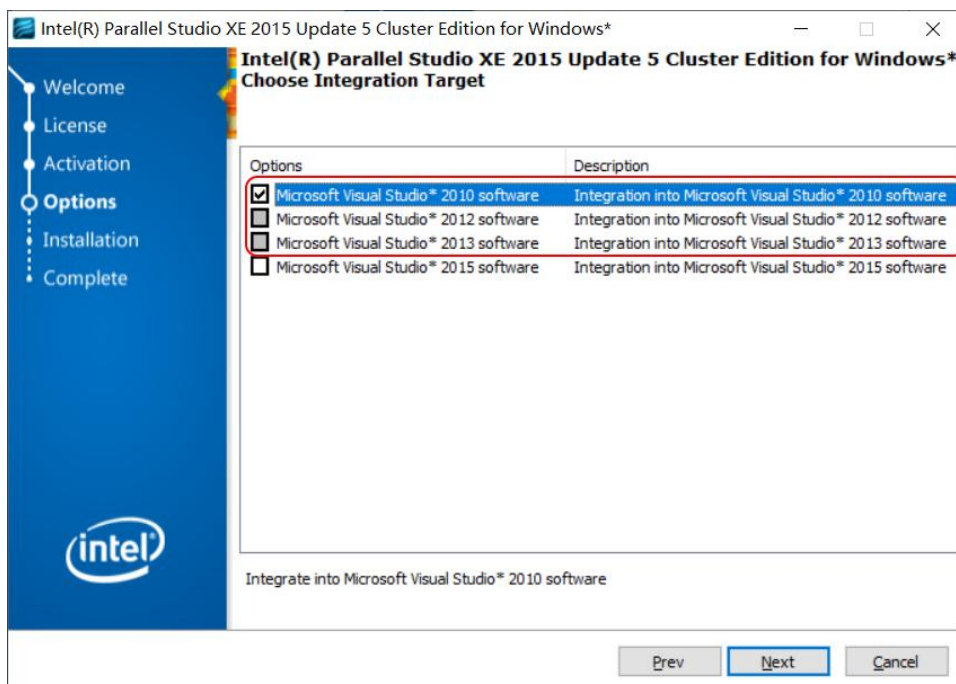 Intel(R) Parallel Studio XE 2015 Update 5 Cluster Edition for Windows*
Intel(R) Parallel Studio XE 2015 Update 5 Cluster Edition for Windows*
Choose Integration Target
Welcome
License
Activation
Options
Installation
Complete
Options Description
Microsoft Visual Studio* 2010 software Integration into Microsoft Visual Studio* 2010 software
Microsoft Visual Studio* 2012 software Integration into Microsoft Visual Studio* 2012 software
Microsoft Visual Studio* 2013 software Integration into Microsoft Visual Studio* 2013 software
Microsoft Visual Studio* 2015 software Integration into Microsoft Visual Studio* 2015 software
(intel)
Integrate into Microsoft Visual Studio* 2010 software
Prev Next Cancel